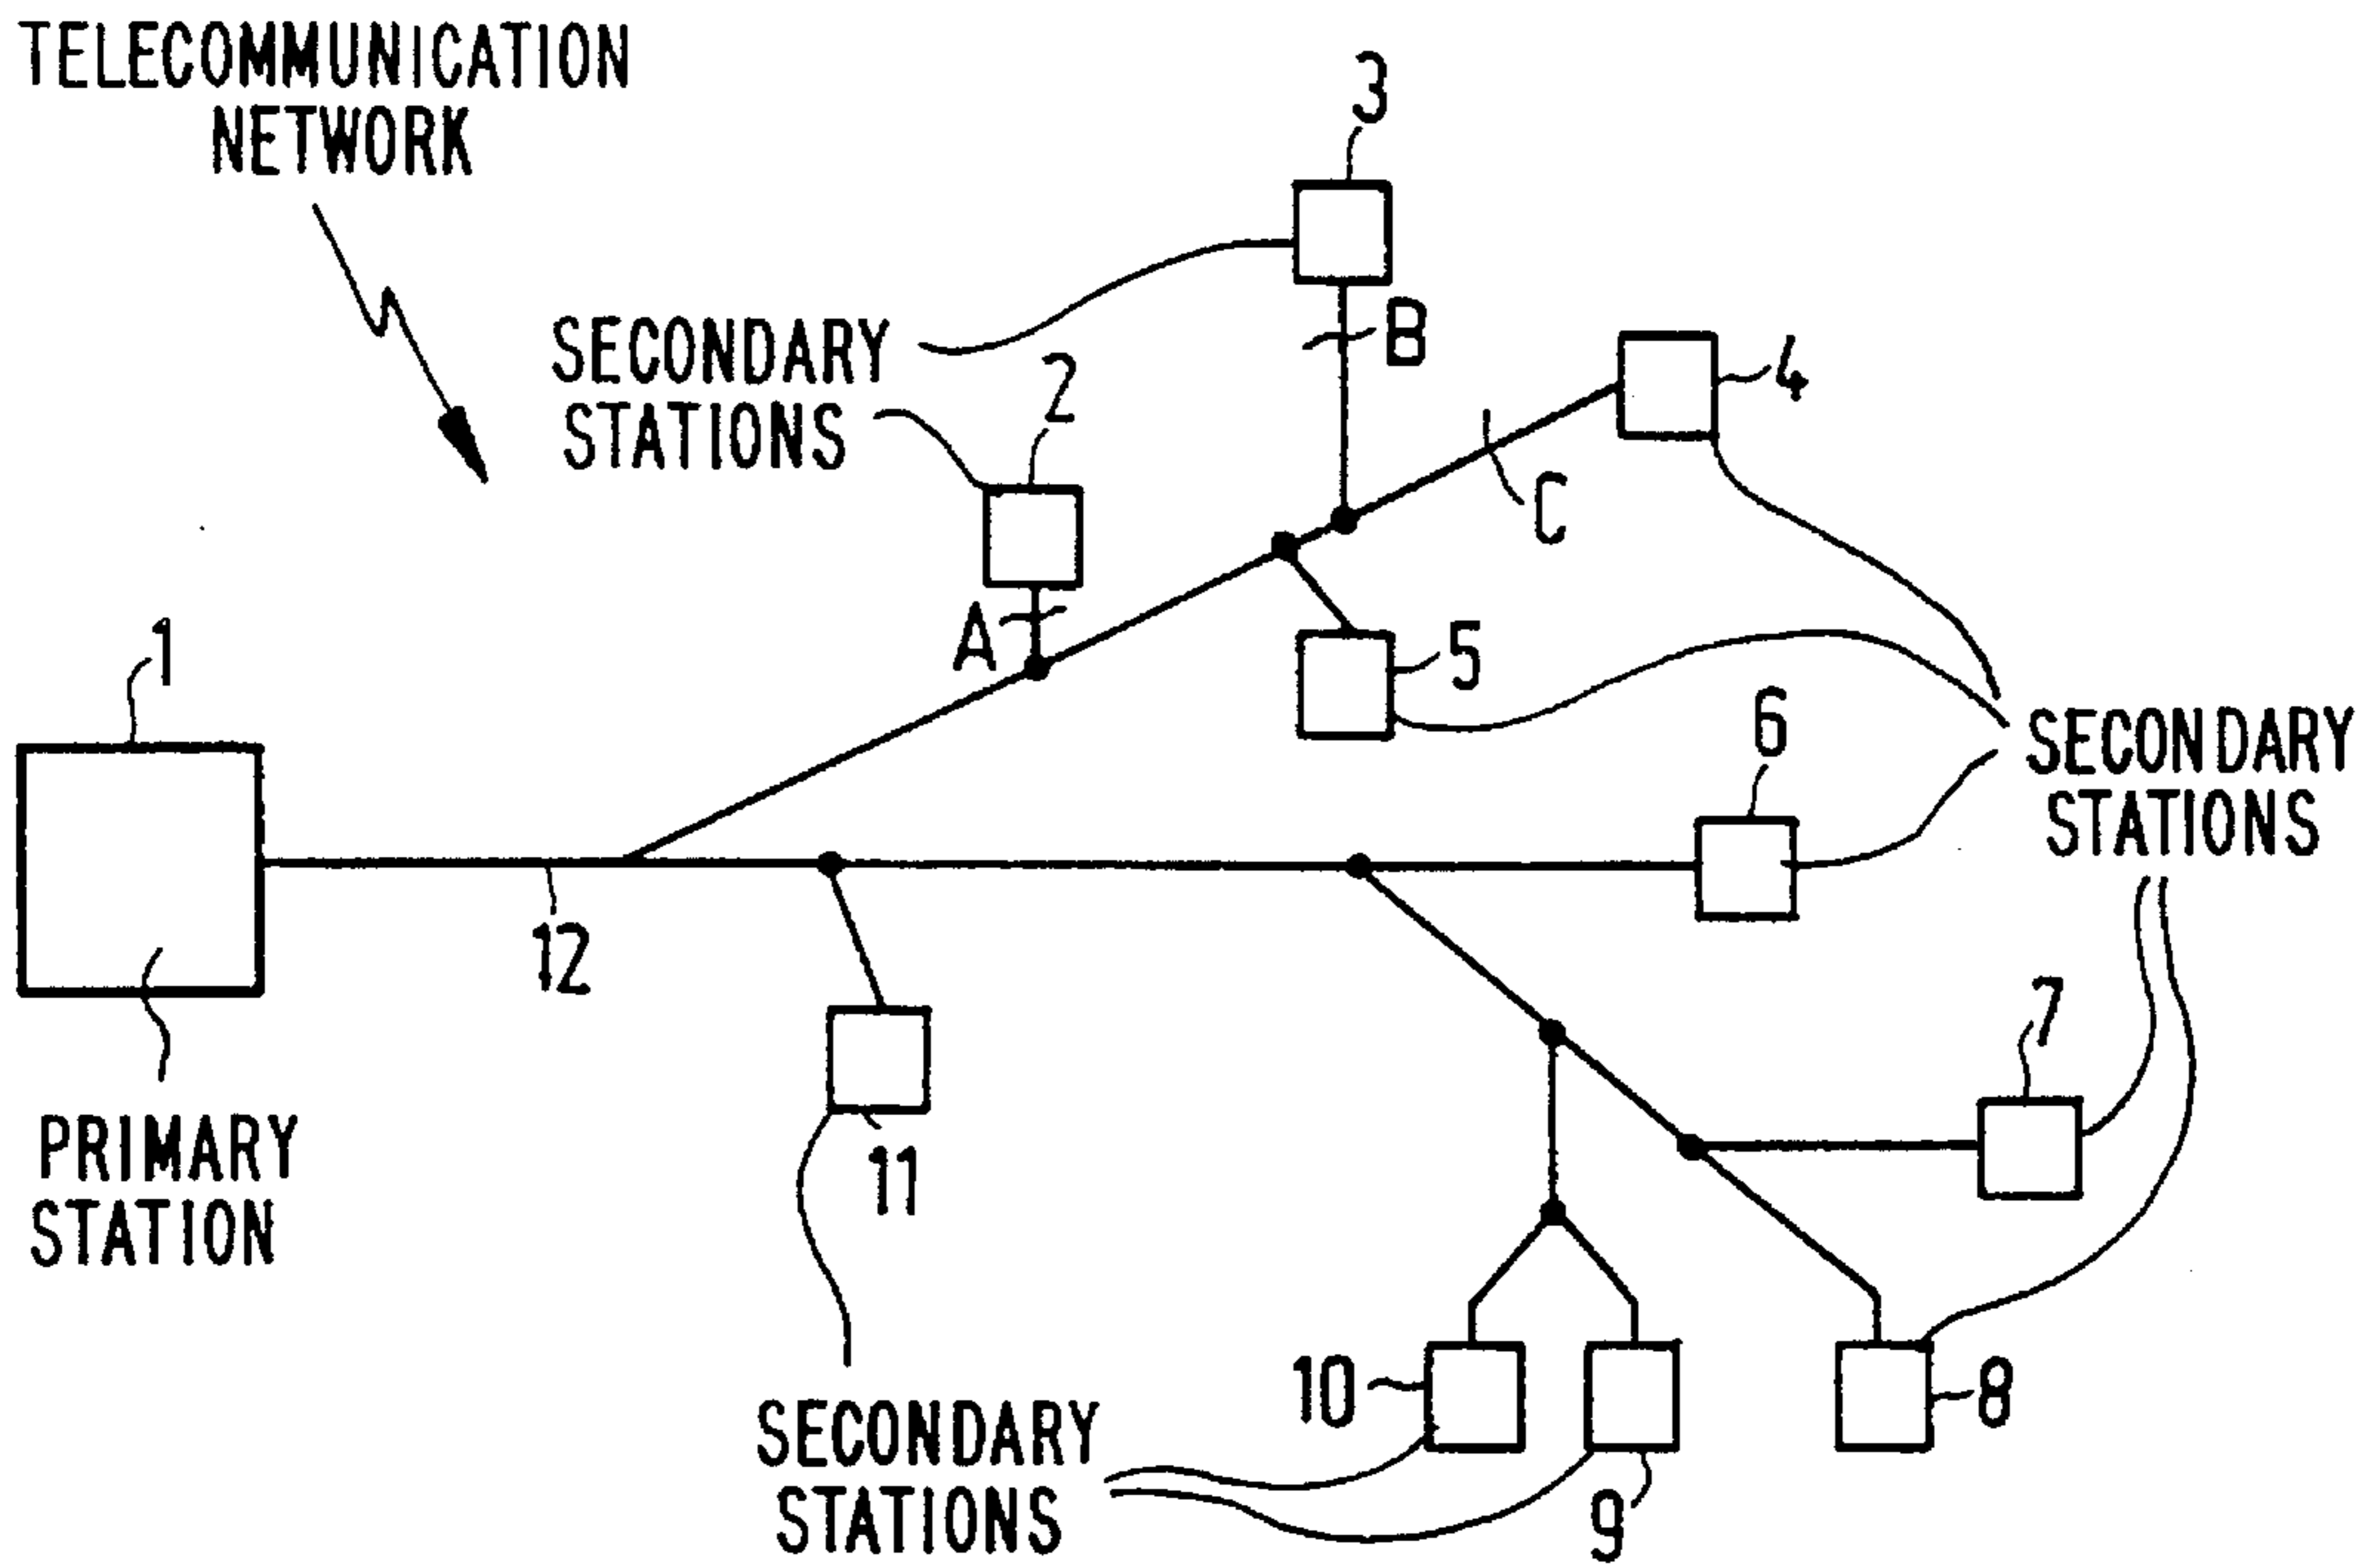 TELECOMMUNICATION
NETWORK
3
SECONDARY
STATIONS
B
2
4
C
A
5
1
6
SECONDARY
STATIONS
12
7
11
PRIMARY
STATION
10
8
SECONDARY
STATIONS
9